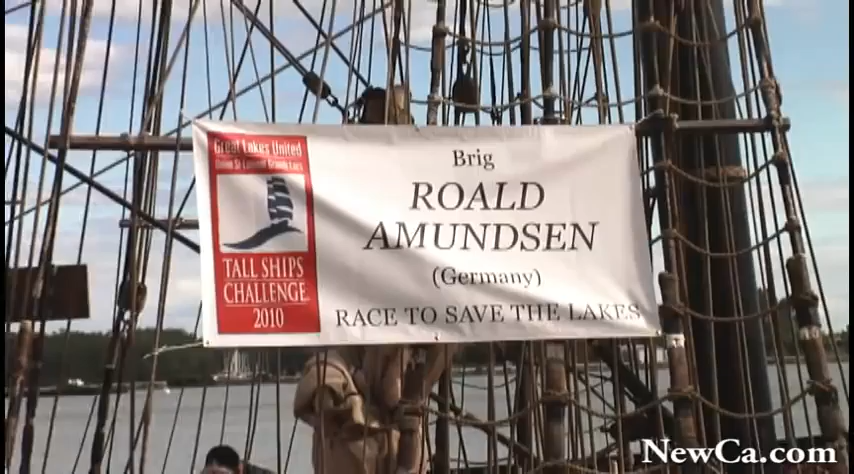 Great Lakes United
TALL SHIPS
CHALLENGE
2010
Brig
ROALD
AMUNDSEN
(Germany)
RACE TO SAVE THE LAKES
NewCa.com